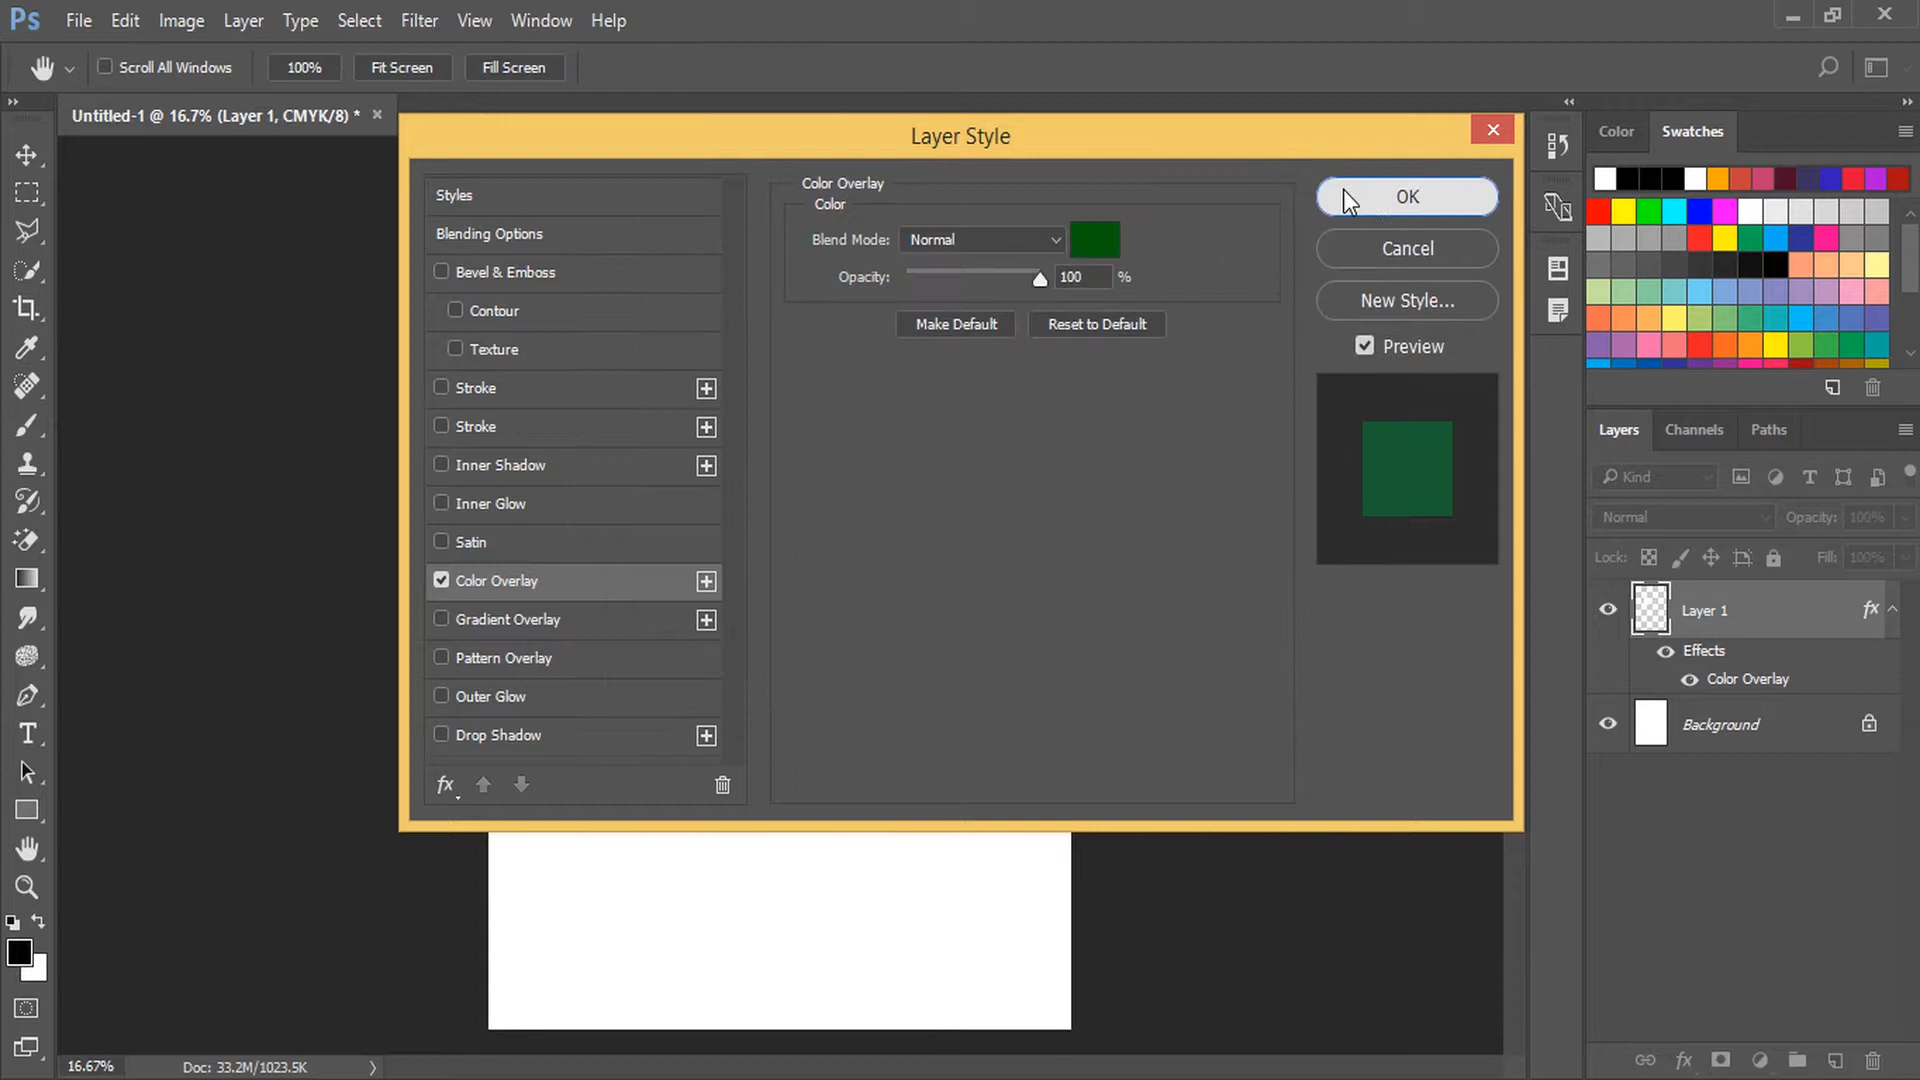 Ps File Edit Image Layer Type Select Filter View Window Help
Scroll All Windows 100% Fit Screen Fill Screen
Untitled-1 @ 16.7% (Layer 1, CMYK/8) *
Layer Style
Styles
Blending Options
Bevel & Emboss
Contour
Texture
Stroke
Stroke
Inner Shadow
Inner Glow
Satin
Color Overlay
Gradient Overlay
Pattern Overlay
Outer Glow
Drop Shadow
fx
Color Overlay
Color
Blend Mode: Normal
Opacity: 100 %
Make Default Reset to Default
OK
Cancel
New Style...
Preview
Color Swatches
Layers Channels Paths
Kind
Normal Opacity: 100%
Lock: Fill: 100%
Layer 1 fx
Effects
Color Overlay
Background
fx
16.67% Doc: 33.2M/1023.5K